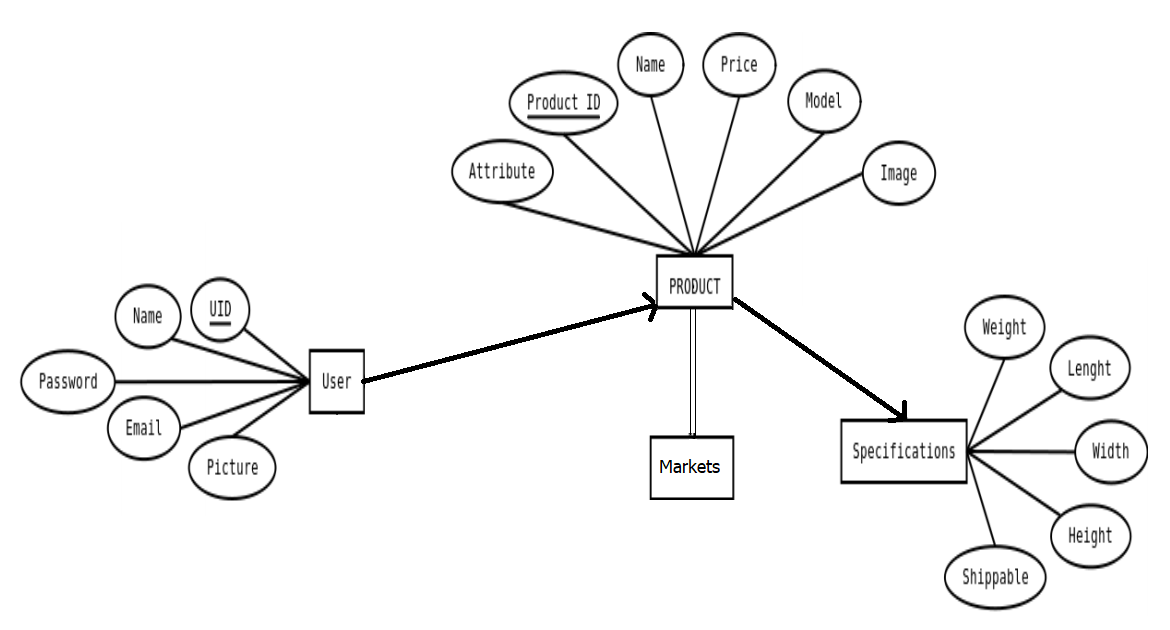 Name
Price
Product ID
Model
Attribute
Image
PRODUCT
Name
UID
Password
User
Email
Picture
Markets
Weight
Lenght
Specifications
Width
Height
Shippable